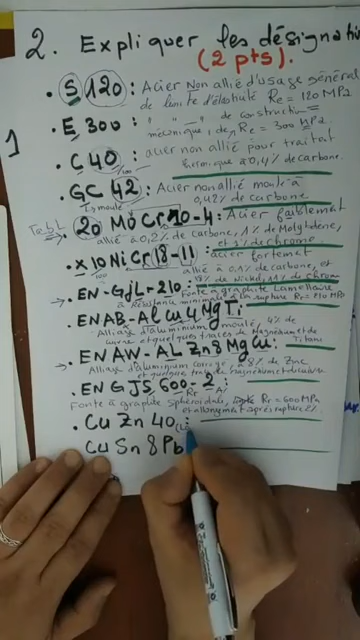 2. Expliquer les désignati
(2 pts).
1
. S 120 : Acier Non allié d'usage général
de limite d'élasticité Re = 120 MPa
. E 300 : " " — " — de construction
mécanique ; de Re = 300 MPa
. C 40 : acier non allié pour traitat
/100 thermique à 0,4% de carbone.
. GC 42 : Acier non allié moulé à
0,42% de carbone
20 MoCr 10-4 : Acier faiblement
allié à 0,2% de carbone, 1% de Molybdène,
et 1% de chrome
. X 10 NiCr 18-11 : acier fortement
allié à 0,1% de carbone, et
18% de Nickel, 11% de chrom
→ . EN-GJL-210 : Fonte à graphite Lamellaire
à Résistance minimale à la rupture Rr = 210 MPa
. EN AB-Al Cu 4 Mg Ti
Alliage d'aluminium moulé, 4% de
cuivre et quelques traces de Magnésium et de
Titane
→ . EN AW-AL Zn 8 Mg Cu :
Alliage d'aluminium corroyé à 8% de Zinc
et quelques traces de magnésium et de cuivre
. EN GJS 600-2 :
Rr A%
Fonte à graphite sphéroïdale, Rr = 600 MPa
et allongement après rupture 2%
. Cu Zn 40
Cu Sn 8 Pb